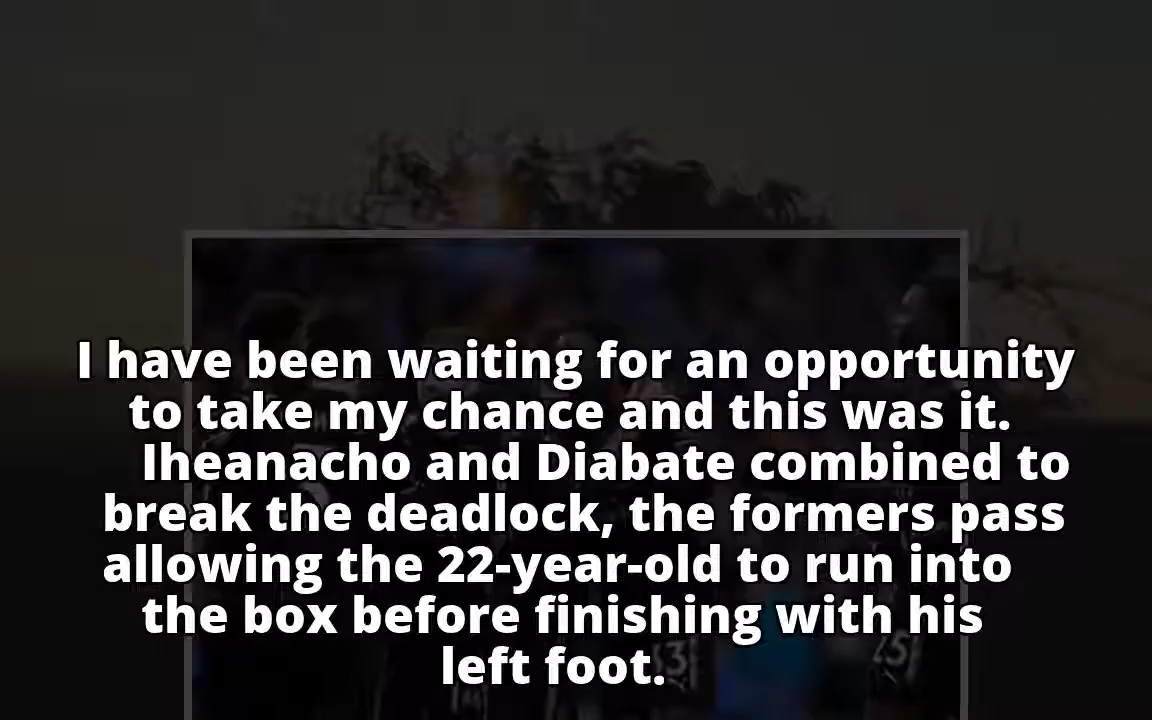 I have been waiting for an opportunity
to take my chance and this was it.
Iheanacho and Diabate combined to
break the deadlock, the formers pass
allowing the 22-year-old to run into
the box before finishing with his
left foot.
3
25